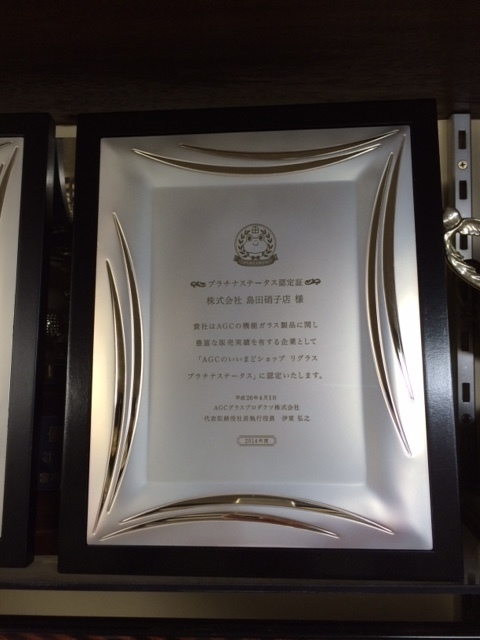 プラチナステータス認定証
株式会社 島田硝子店 様
貴社はAGCの機能ガラス製品に関し
豊富な販売実績を有する企業として
「AGCのいいまどショップ リグラス
プラチナステータス」に認定いたします。
平成26年4月1日
AGCグラスプロダクツ株式会社
代表取締役社長執行役員 伊東 弘之
2014年度